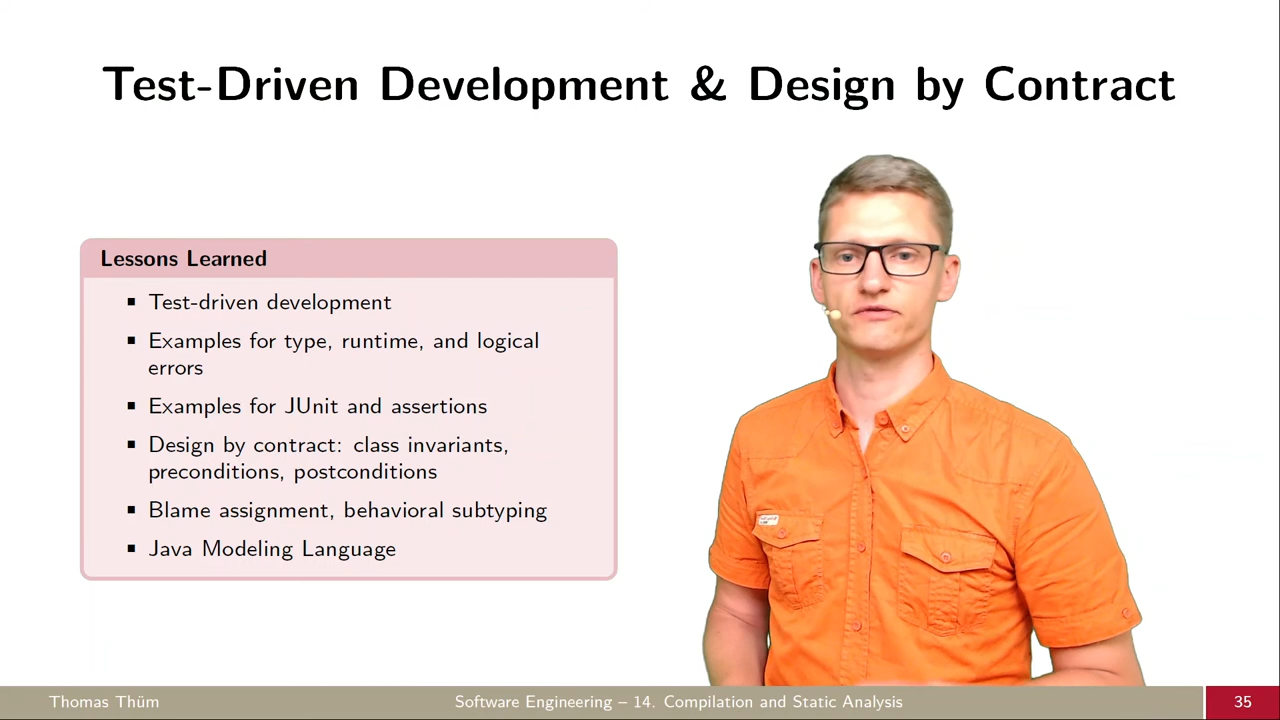 Test-Driven Development & Design by Contract
Lessons Learned
▪ Test-driven development
▪ Examples for type, runtime, and logical
errors
▪ Examples for JUnit and assertions
▪ Design by contract: class invariants,
preconditions, postconditions
▪ Blame assignment, behavioral subtyping
▪ Java Modeling Language
Thomas Thüm
Software Engineering – 14. Compilation and Static Analysis
35